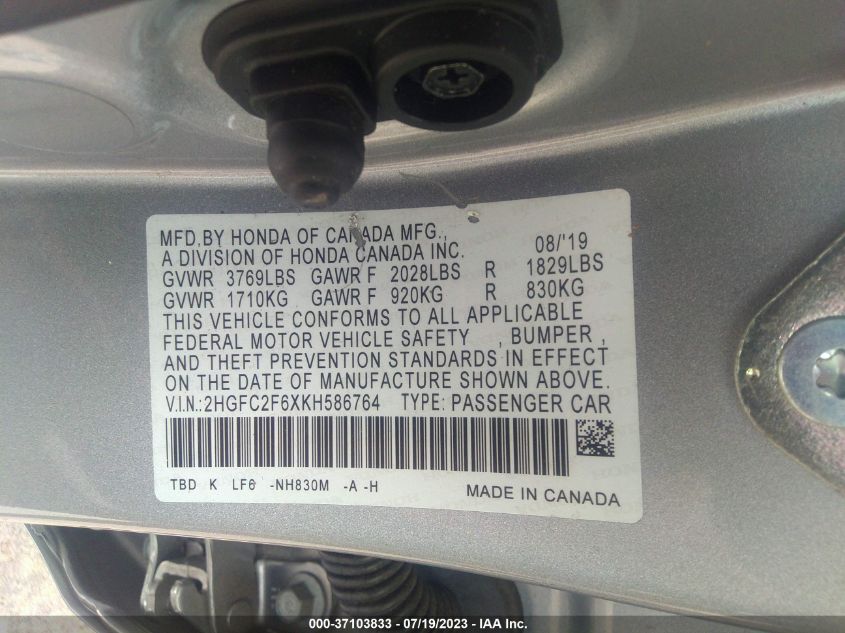 MFD.BY HONDA OF CANADA MFG.,
A DIVISION OF HONDA CANADA INC. 08/'19
GVWR 3769LBS GAWR F 2028LBS R 1829LBS
GVWR 1710KG GAWR F 920KG R 830KG
THIS VEHICLE CONFORMS TO ALL APPLICABLE
FEDERAL MOTOR VEHICLE SAFETY , BUMPER ,
AND THEFT PREVENTION STANDARDS IN EFFECT
ON THE DATE OF MANUFACTURE SHOWN ABOVE.
V.I.N.:2HGFC2F6XKH586764 TYPE: PASSENGER CAR
TBD K LF6 -NH830M -A -H MADE IN CANADA
000-37103833 / 07/19/2023 - IAA Inc.